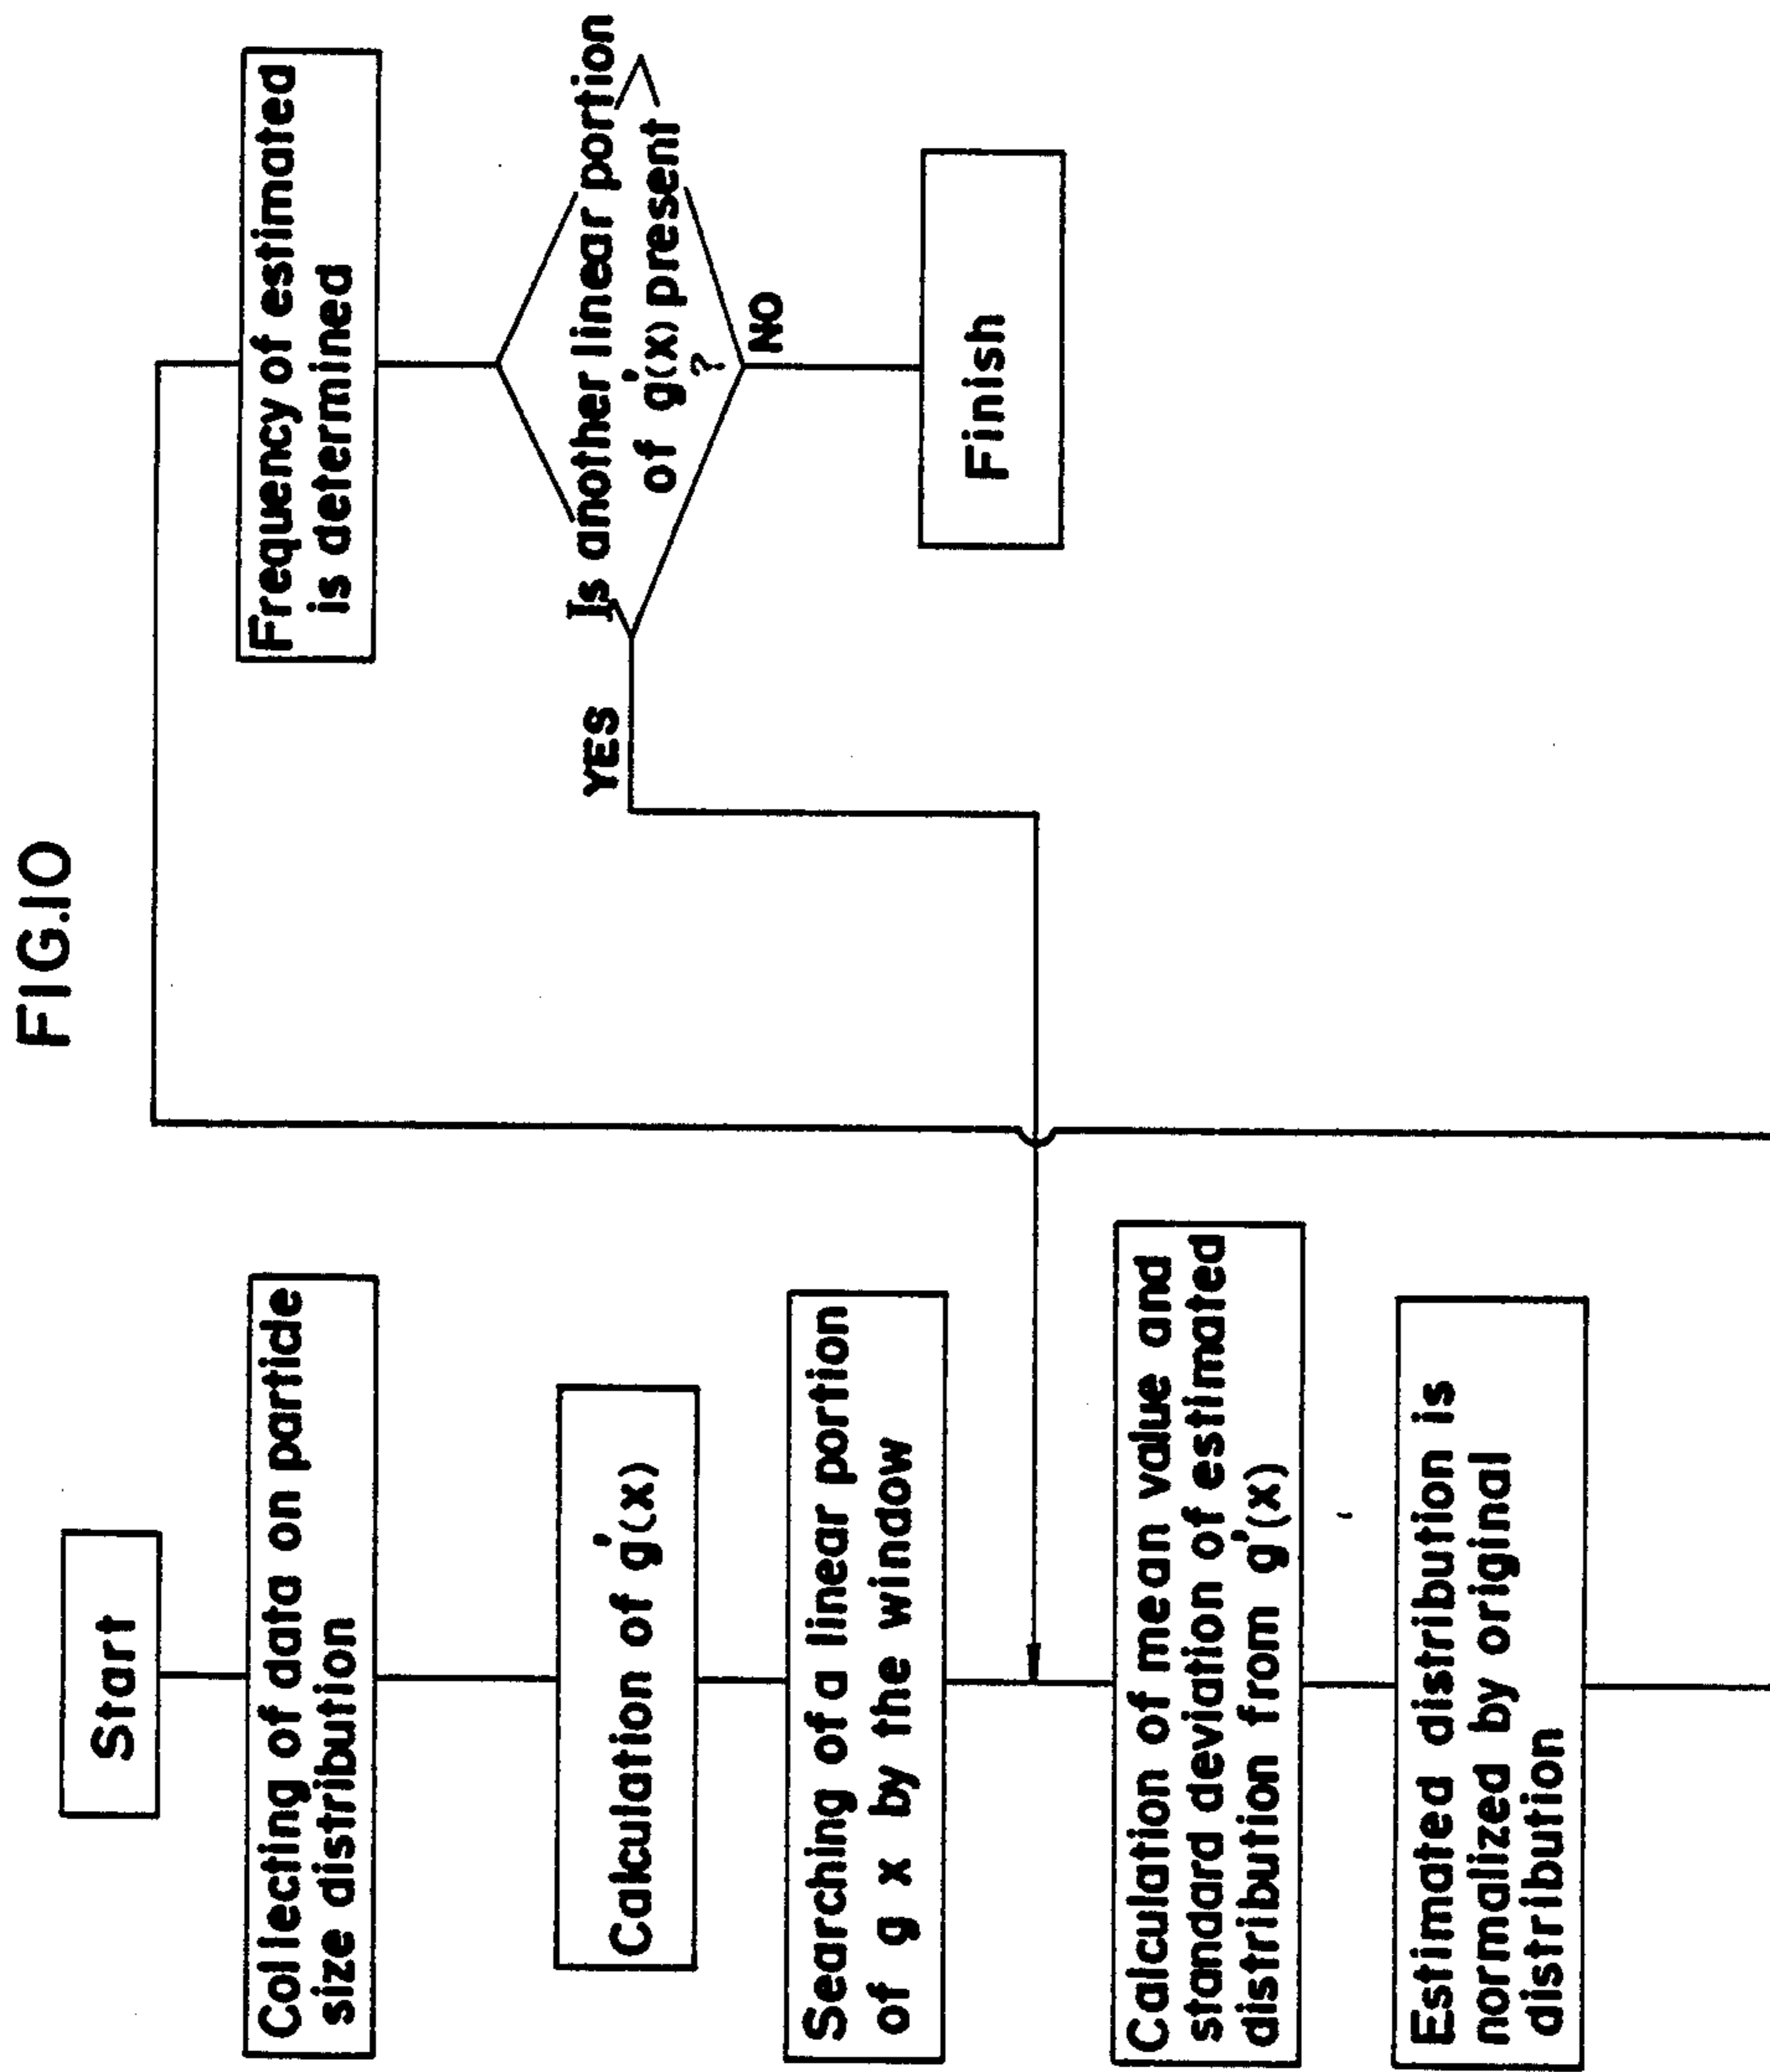 FIG.10
Start
Collecting of data on particle
size distribution
Calculation of g'(x)
Searching of a linear portion
of g x by the window
Calculation of mean value and
standard deviation of estimated
distribution from g'(x)
Estimated distribution is
normalized by original
distribution
Frequency of estimated
is determined
Is another linear portion
of g'(x) present
?
YES
NO
Finish